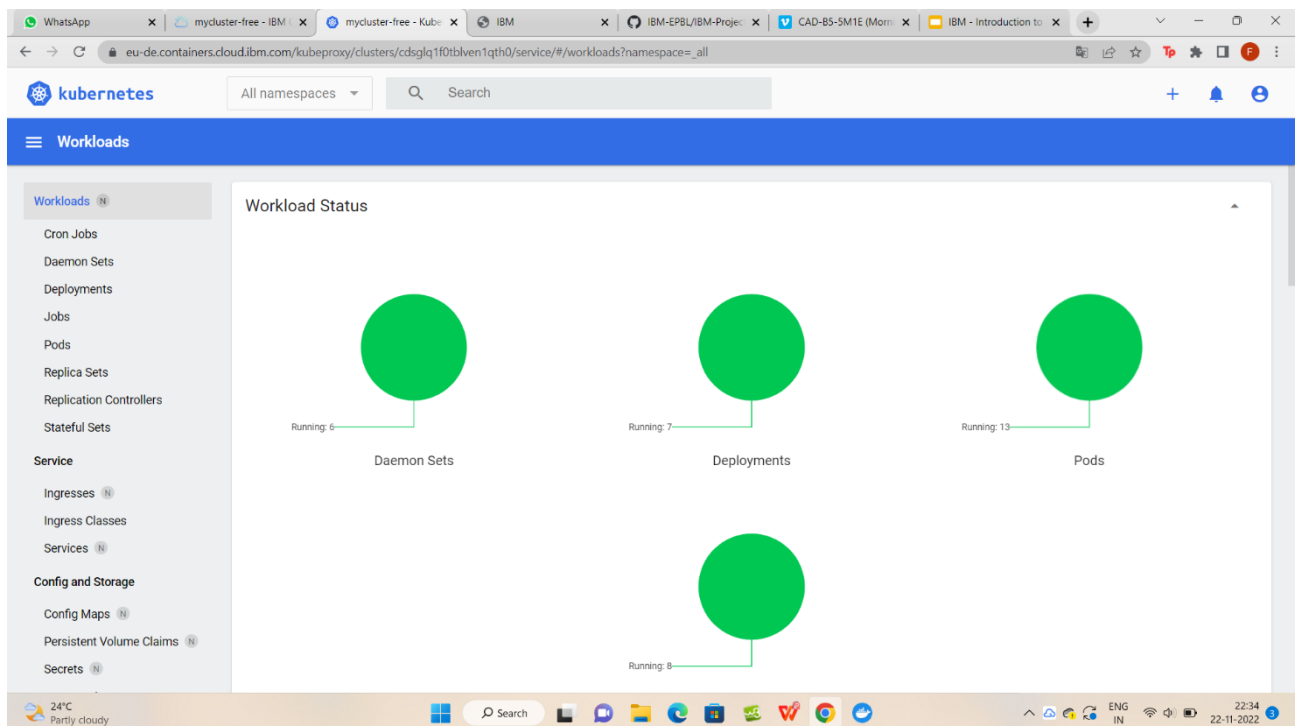 WhatsApp
mycluster-free - IBM
mycluster-free - Kube
IBM
IBM-EPBL/IBM-Projec
CAD-B5-5M1E (Morni
IBM - Introduction to
eu-de.containers.cloud.ibm.com/kubeproxy/clusters/cdsglq1f0tblven1qth0/service/#/workloads?namespace=_all
Tp
F
kubernetes
All namespaces
Search
Workloads
Workloads N
Workload Status
Cron Jobs
Daemon Sets
Deployments
Jobs
Pods
Replica Sets
Replication Controllers
Stateful Sets
Running: 6
Running: 7
Running: 13
Daemon Sets
Deployments
Pods
Service
Ingresses N
Ingress Classes
Services N
Config and Storage
Config Maps N
Persistent Volume Claims N
Secrets N
Running: 8
24°C
Partly cloudy
Search
ENG
IN
22:34
22-11-2022
3